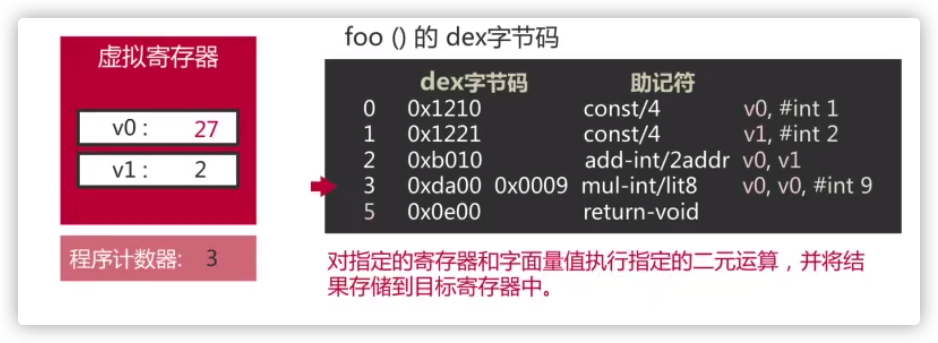 foo () 的 dex字节码
虚拟寄存器
v0 : 27
v1 : 2
程序计数器: 3
dex字节码 助记符
0 0x1210 const/4 v0, #int 1
1 0x1221 const/4 v1, #int 2
2 0xb010 add-int/2addr v0, v1
3 0xda00 0x0009 mul-int/lit8 v0, v0, #int 9
5 0x0e00 return-void
对指定的寄存器和字面量值执行指定的二元运算，并将结
果存储到目标寄存器中。